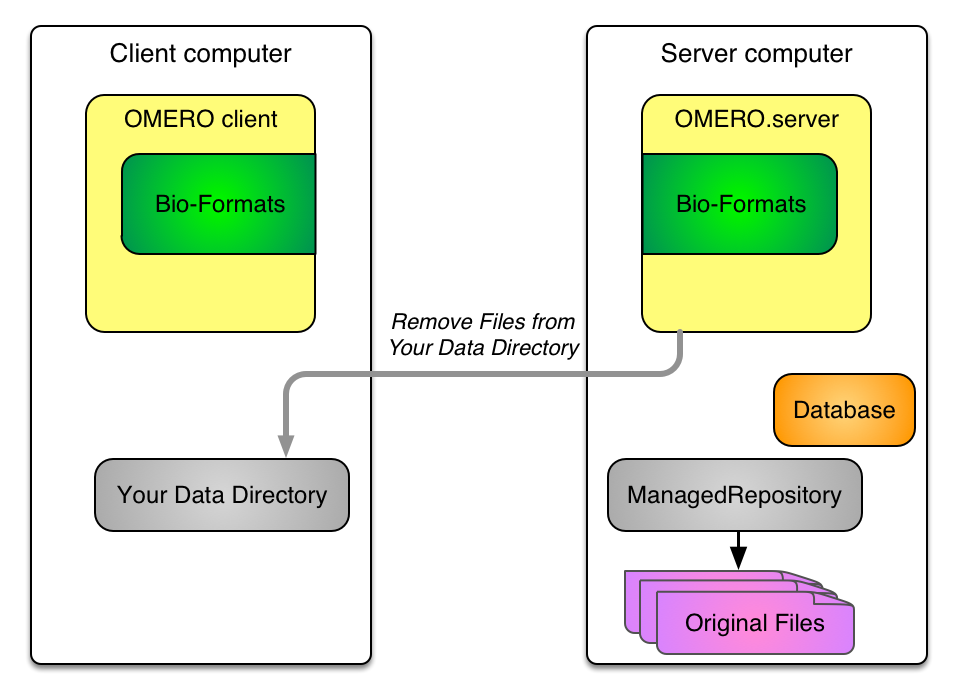 Client computer
Server computer
OMERO client
OMERO.server
Bio-Formats
Bio-Formats
Remove Files from
Your Data Directory
Database
Your Data Directory
ManagedRepository
Original Files